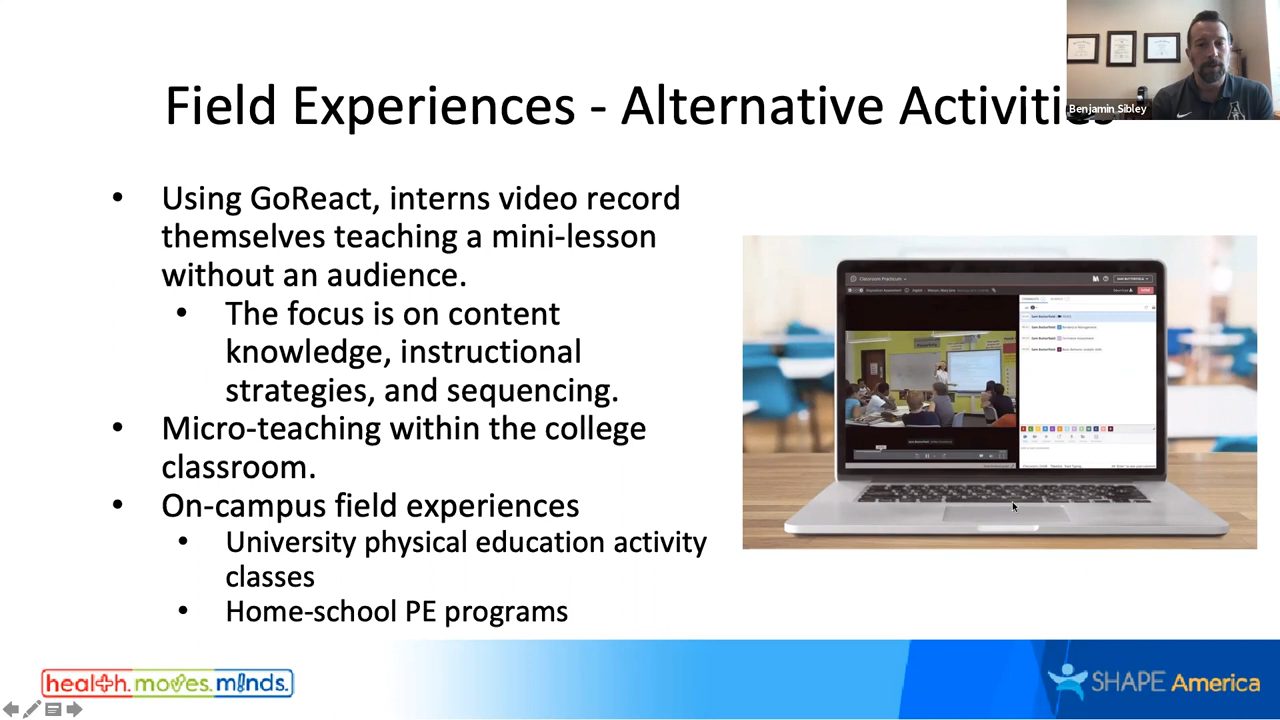 Field Experiences - Alternative Activities
Benjamin Sibley
• Using GoReact, interns video record
themselves teaching a mini-lesson
without an audience.
• The focus is on content
knowledge, instructional
strategies, and sequencing.
• Micro-teaching within the college
classroom.
• On-campus field experiences
• University physical education activity
classes
• Home-school PE programs
Classroom Practicum
health.moves.minds.
SHAPE America